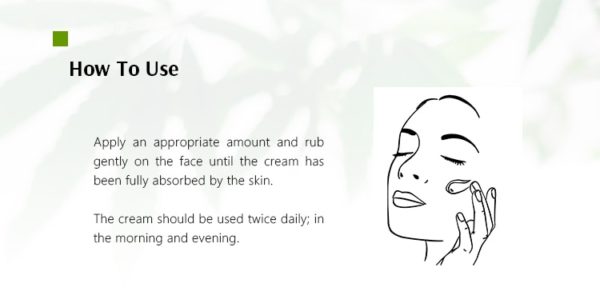 How To Use
Apply an appropriate amount and rub
gently on the face until the cream has
been fully absorbed by the skin.
The cream should be used twice daily; in
the morning and evening.